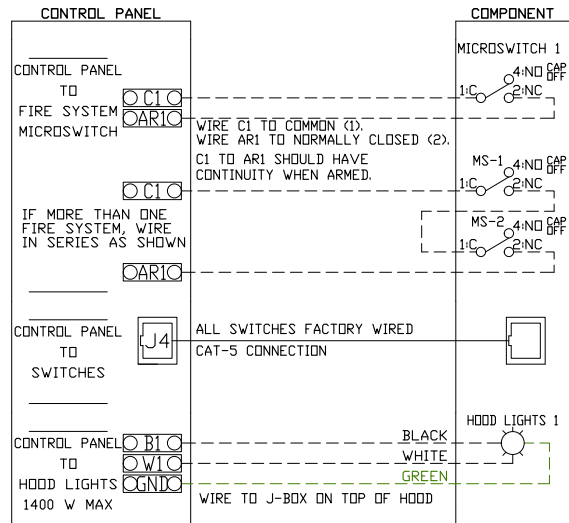 CONTROL PANEL
COMPONENT
MICROSWITCH 1
CONTROL PANEL
TO
FIRE SYSTEM
MICROSWITCH
C1
AR1
1:C
4:NO CAP OFF
2:NC
WIRE C1 TO COMMON (1).
WIRE AR1 TO NORMALLY CLOSED (2).
C1 TO AR1 SHOULD HAVE
CONTINUITY WHEN ARMED.
C1
MS-1
4:NO CAP OFF
1:C
2:NC
IF MORE THAN ONE
FIRE SYSTEM, WIRE
IN SERIES AS SHOWN
MS-2
4:NO CAP OFF
1:C
2:NC
AR1
CONTROL PANEL
TO
SWITCHES
J4
ALL SWITCHES FACTORY WIRED
CAT-5 CONNECTION
HOOD LIGHTS 1
CONTROL PANEL
TO
HOOD LIGHTS
1400 W MAX
B1
W1
GND
BLACK
WHITE
GREEN
WIRE TO J-BOX ON TOP OF HOOD